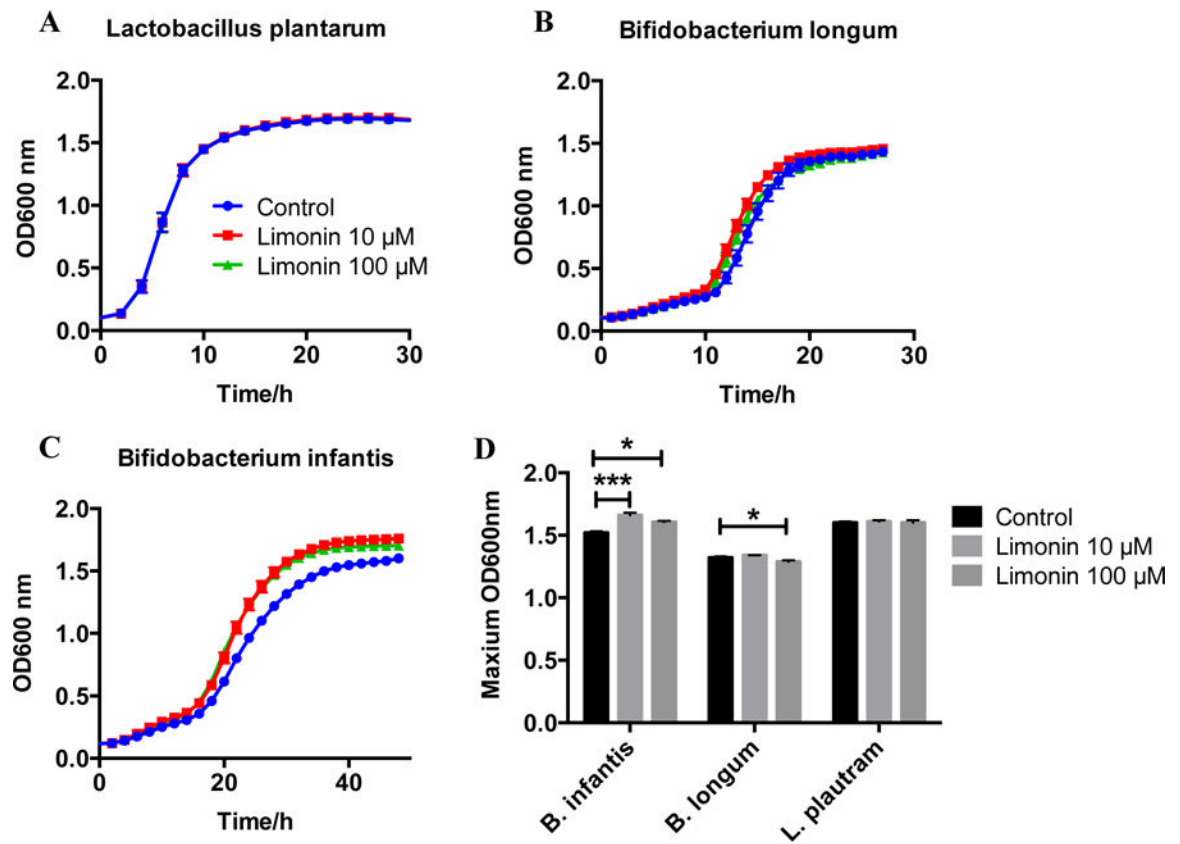 A
Lactobacillus plantarum
2.0
1.5
1.0
0.5
0.0
OD600 nm
Control
Limonin 10 µM
Limonin 100 µM
0
10
20
30
Time/h
B
Bifidobacterium longum
2.0
1.5
1.0
0.5
0.0
OD600 nm
0
10
20
30
Time/h
C
Bifidobacterium infantis
2.0
1.5
1.0
0.5
0.0
OD600 nm
0
20
40
Time/h
D
*
***
*
2.0
1.5
1.0
0.5
0.0
Maxium OD600nm
B. infantis
B. longum
L. plautram
Control
Limonin 10 µM
Limonin 100 µM